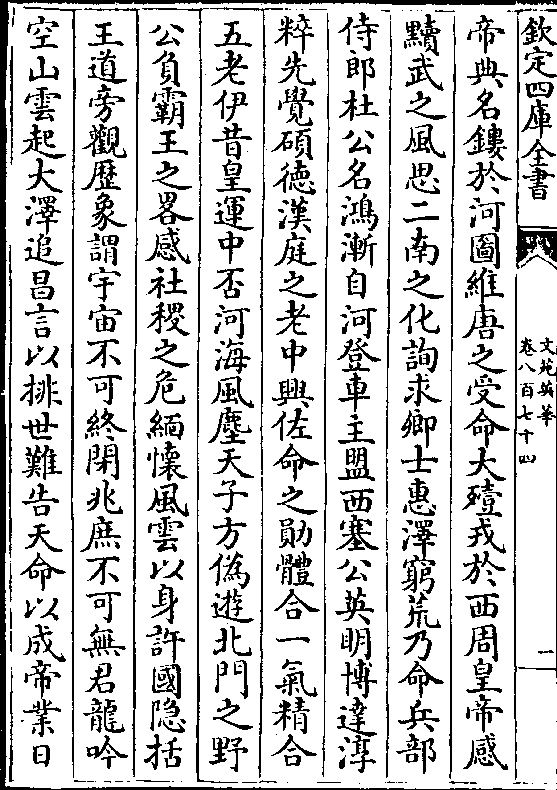 欽定四庫全書
文苑英華
卷八百七十四
一
帝典名鏤於河圖維唐之受命大殪戎於西周皇帝感
黷武之風思二南之化詢求卿士惠澤窮荒乃命兵部
侍郎杜公名鴻漸自河登車主盟西塞公英明博達淳
粹先覺碩德漢庭之老中興佐命之勛體合一氣精合
五老伊昔皇運中否河海風塵天子方偽遊北門之野
公負霸王之畧感社稷之危緬懷風雲以身許國隱括
王道旁觀歷象謂宇宙不可終閉兆庶不可無君龍吟
空山雲起大澤追昌言以排世難告天命以成帝業日